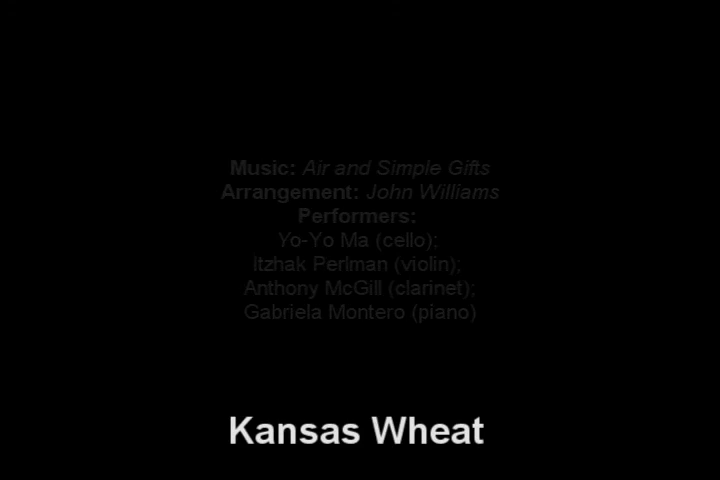 Music: Air and Simple Gifts
Arrangement: John Williams
Performers:
Yo-Yo Ma (cello);
Itzhak Perlman (violin);
Anthony McGill (clarinet);
Gabriela Montero (piano)
Kansas Wheat